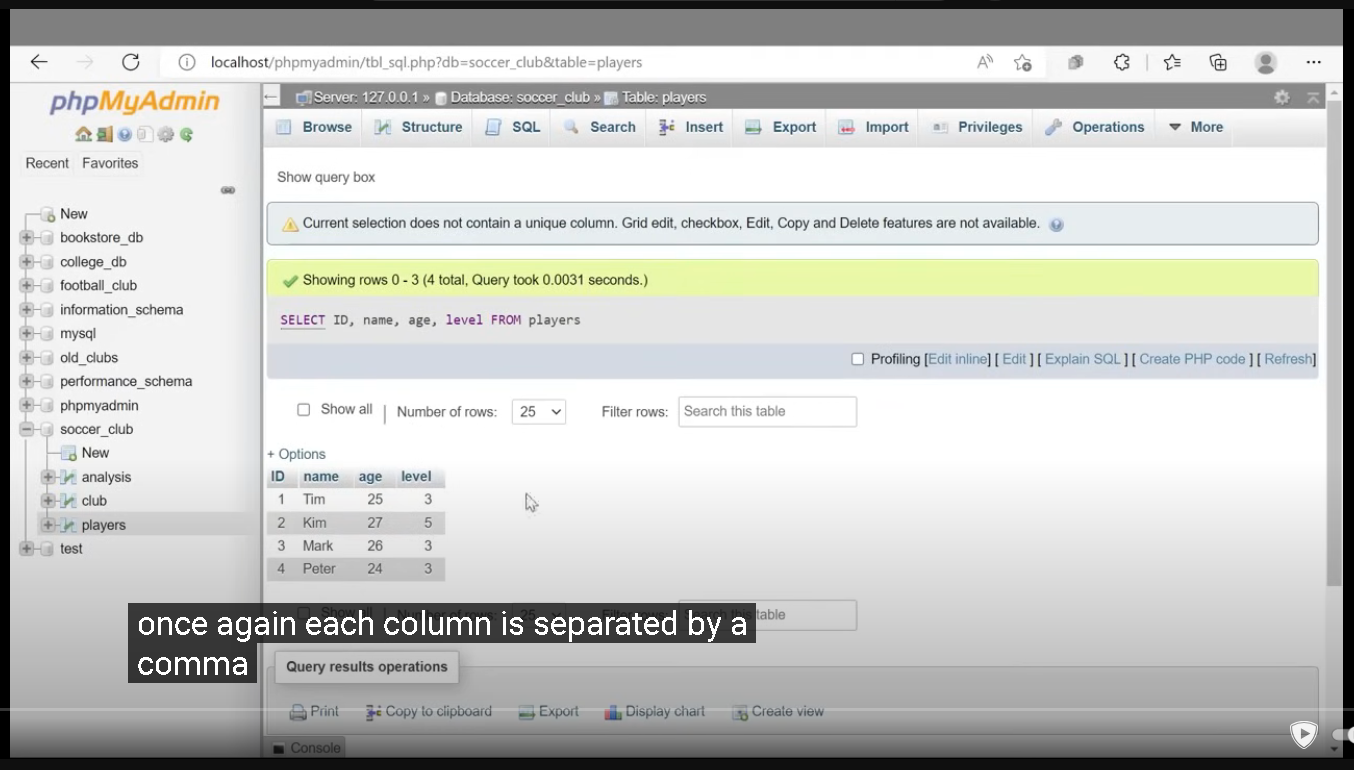 localhost/phpmyadmin/tbl_sql.php?db=soccer_club&table=players
phpMyAdmin
Recent Favorites
New
bookstore_db
college_db
football_club
information_schema
mysql
old_clubs
performance_schema
phpmyadmin
soccer_club
New
analysis
club
players
test
Server: 127.0.0.1 » Database: soccer_club » Table: players
Browse Structure SQL Search Insert Export Import Privileges Operations More
Show query box
Current selection does not contain a unique column. Grid edit, checkbox, Edit, Copy and Delete features are not available.
Showing rows 0 - 3 (4 total, Query took 0.0031 seconds.)
SELECT ID, name, age, level FROM players
Profiling [Edit inline] [ Edit ] [ Explain SQL ] [ Create PHP code ] [ Refresh]
Show all | Number of rows: 25 Filter rows: Search this table
+ Options
ID name age level
1 Tim 25 3
2 Kim 27 5
3 Mark 26 3
4 Peter 24 3
Show all | Number of rows: 25 Filter rows: Search this table
once again each column is separated by a
comma
Query results operations
Print Copy to clipboard Export Display chart Create view
Console